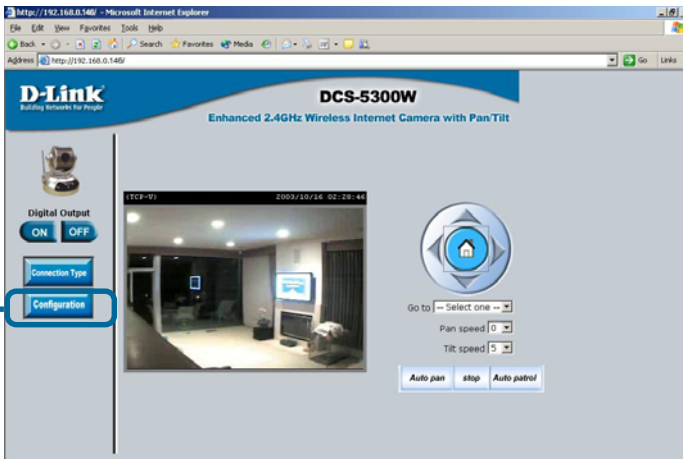 http://192.168.0.146/ - Microsoft Internet Explorer
File Edit View Favorites Tools Help
Back Search Favorites Media
Address http://192.168.0.146/ Go Links
D-Link
Building Networks for People
DCS-5300W
Enhanced 2.4GHz Wireless Internet Camera with Pan/Tilt
(TCP-V) 2003/10/16 02:28:46
Digital Output
ON OFF
Connection Type
Configuration
Go to -- Select one --
Pan speed 0
Tilt speed 5
Auto pan stop Auto patrol